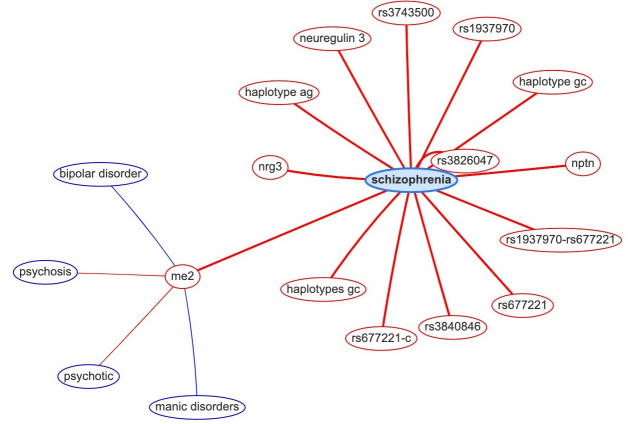 rs3743500
rs1937970
neuregulin 3
haplotype gc
haplotype ag
rs3826047
nptn
nrg3
bipolar disorder
schizophrenia
rs1937970-rs677221
psychosis
me2
haplotypes gc
rs677221
rs3840846
rs677221-c
psychotic
manic disorders